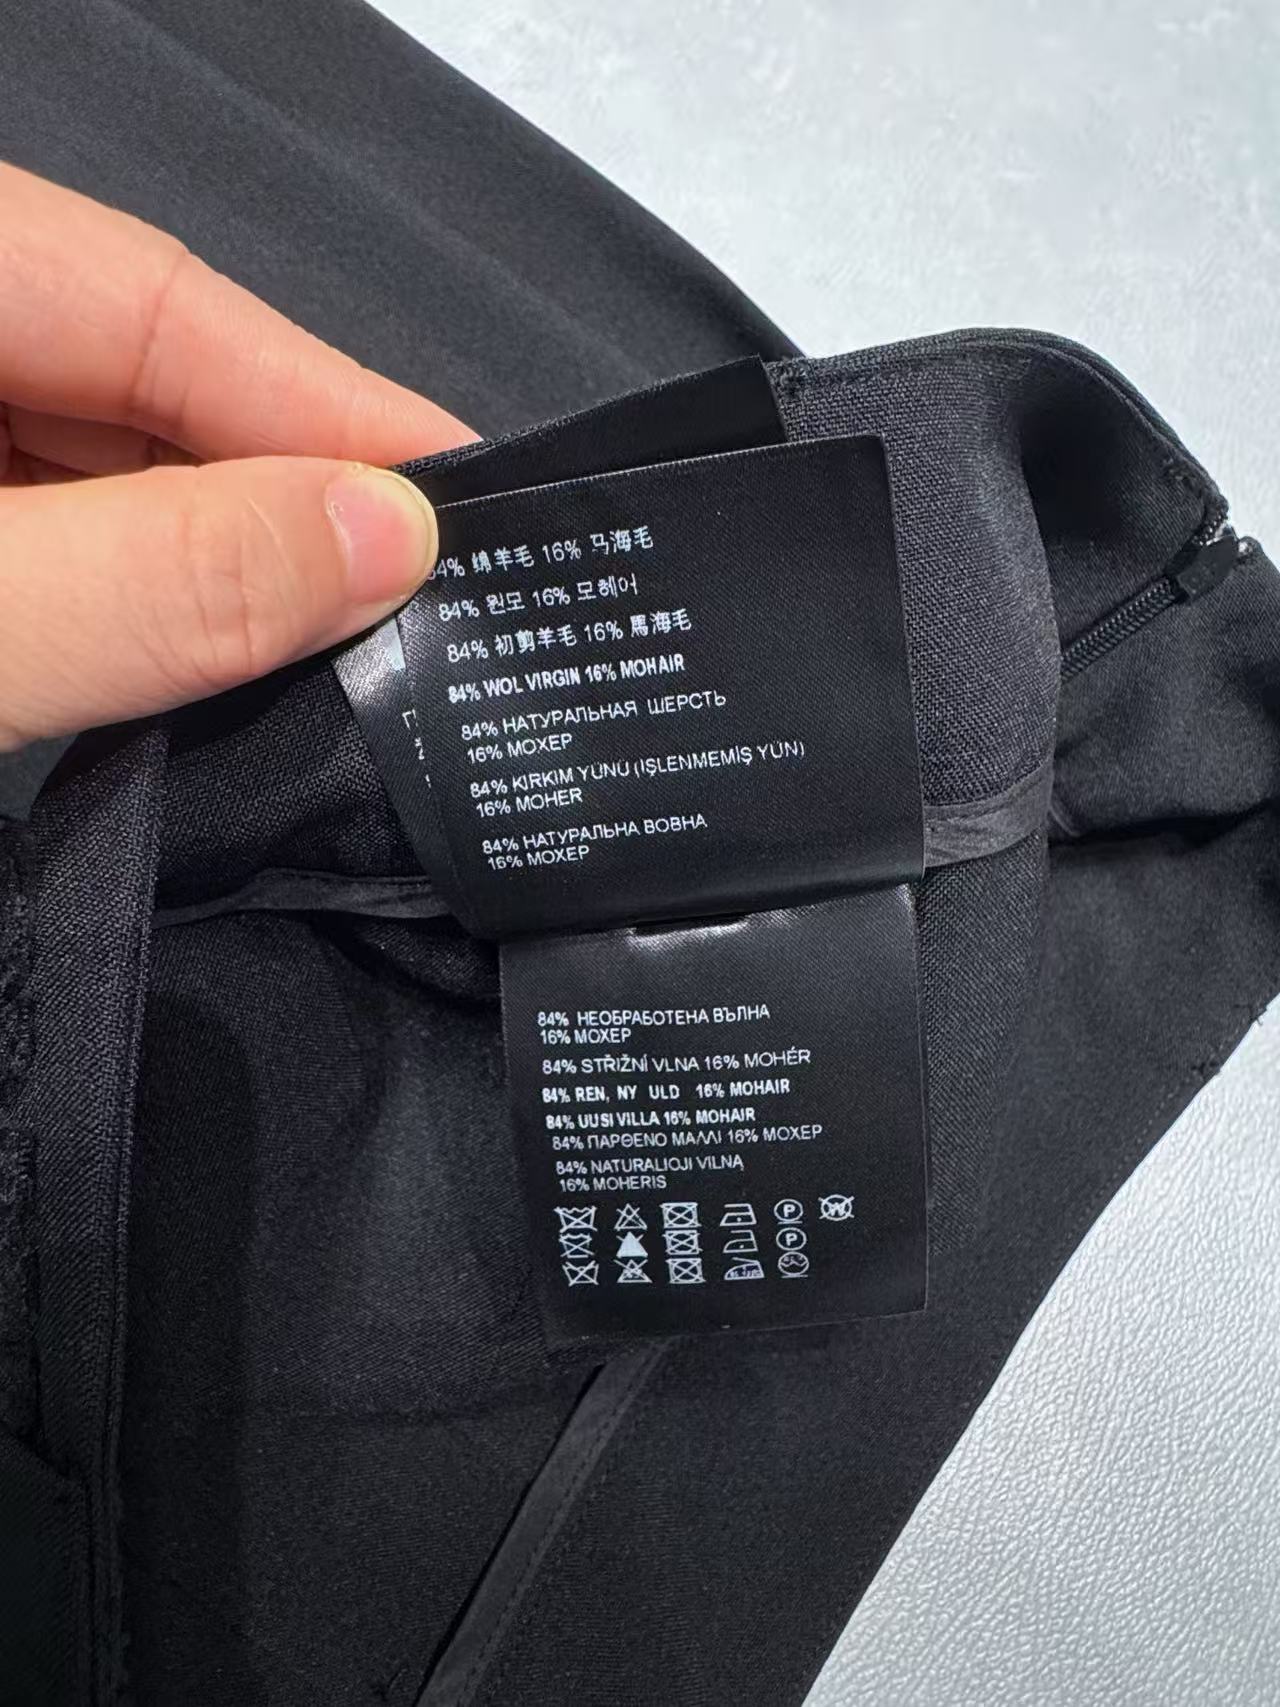 84% 绵羊毛 16% 马海毛
84% 원모 16% 모헤어
84% 初剪羊毛 16% 馬海毛
84% WOL VIRGIN 16% MOHAIR
84% НАТУРАЛЬНАЯ ШЕРСТЬ
16% МОХЕР
84% KIRKIM YÜNÜ (IŞLENMEMİŞ YÜN)
16% MOHER
84% НАТУРАЛЬНА ВОВНА
16% МОХЕР
84% НЕОБРАБОТЕНА ВЪЛНА
16% МОХЕР
84% STŘIŽNÍ VLNA 16% MOHÉR
84% REN, NY ULD 16% MOHAIR
84% UUSI VILLA 16% MOHAIR
84% ΠΑΡΘΕΝΟ ΜΑΛΛΙ 16% ΜΟΧΕΡ
84% NATURALIOJI VILNA
16% MOHERIS
P W
P